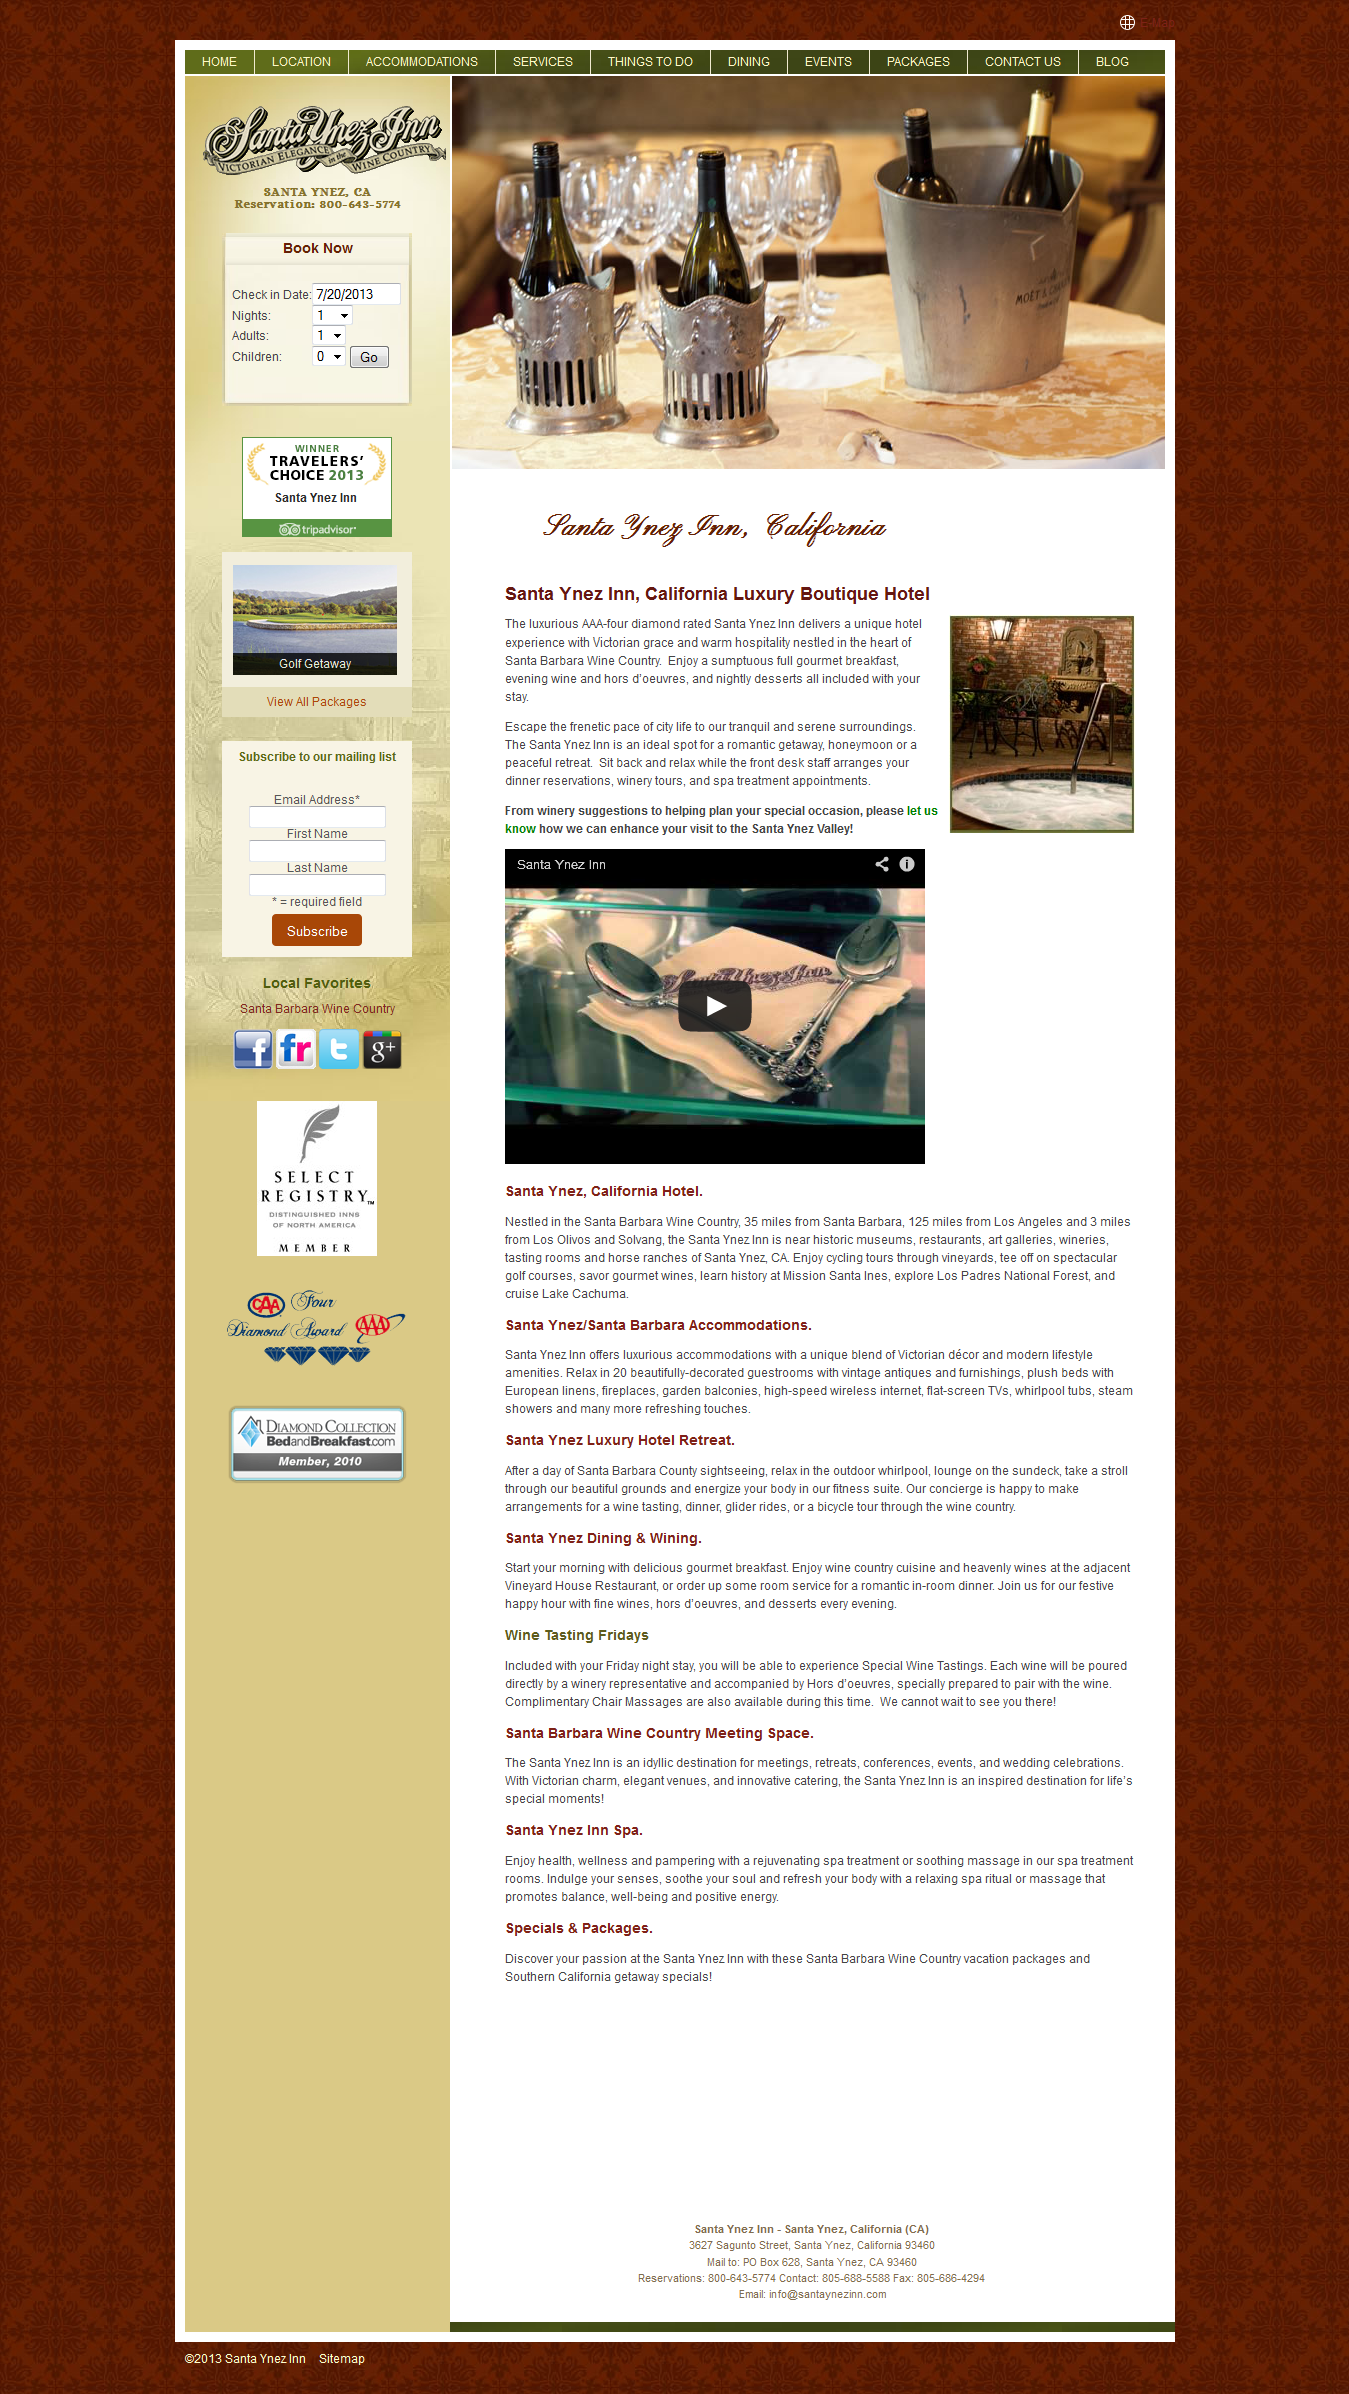 HOME LOCATION ACCOMMODATIONS SERVICES THINGS TO DO DINING EVENTS PACKAGES CONTACT US BLOG
Santa Ynez Inn
VICTORIAN ELEGANCE in the WINE COUNTRY
SANTA YNEZ, CA
Reservation: 800-643-5774
Book Now
Check in Date: 7/20/2013
Nights: 1
Adults: 1
Children: 0 Go
WINNER
TRAVELERS'
CHOICE 2013
Santa Ynez Inn
tripadvisor
Golf Getaway
View All Packages
Subscribe to our mailing list
Email Address*
First Name
Last Name
* = required field
Subscribe
Local Favorites
Santa Barbara Wine Country
f fr t g+
SELECT
REGISTRY™
DISTINGUISHED INNS
OF NORTH AMERICA
MEMBER
CAA Four
Diamond Award AAA
DIAMOND COLLECTION
BedandBreakfast.com
Member, 2010
MOËT &
Santa Ynez Inn, California
Santa Ynez Inn, California Luxury Boutique Hotel
The luxurious AAA-four diamond rated Santa Ynez Inn delivers a unique hotel
experience with Victorian grace and warm hospitality nestled in the heart of
Santa Barbara Wine Country.  Enjoy a sumptuous full gourmet breakfast,
evening wine and hors d'oeuvres, and nightly desserts all included with your
stay.
Escape the frenetic pace of city life to our tranquil and serene surroundings.
The Santa Ynez Inn is an ideal spot for a romantic getaway, honeymoon or a
peaceful retreat.  Sit back and relax while the front desk staff arranges your
dinner reservations, winery tours, and spa treatment appointments.
From winery suggestions to helping plan your special occasion, please let us
know how we can enhance your visit to the Santa Ynez Valley!
Santa Ynez Inn
Santa Ynez Inn
Santa Ynez, California Hotel.
Nestled in the Santa Barbara Wine Country, 35 miles from Santa Barbara, 125 miles from Los Angeles and 3 miles
from Los Olivos and Solvang, the Santa Ynez Inn is near historic museums, restaurants, art galleries, wineries,
tasting rooms and horse ranches of Santa Ynez, CA. Enjoy cycling tours through vineyards, tee off on spectacular
golf courses, savor gourmet wines, learn history at Mission Santa Ines, explore Los Padres National Forest, and
cruise Lake Cachuma.
Santa Ynez/Santa Barbara Accommodations.
Santa Ynez Inn offers luxurious accommodations with a unique blend of Victorian décor and modern lifestyle
amenities. Relax in 20 beautifully-decorated guestrooms with vintage antiques and furnishings, plush beds with
European linens, fireplaces, garden balconies, high-speed wireless internet, flat-screen TVs, whirlpool tubs, steam
showers and many more refreshing touches.
Santa Ynez Luxury Hotel Retreat.
After a day of Santa Barbara County sightseeing, relax in the outdoor whirlpool, lounge on the sundeck, take a stroll
through our beautiful grounds and energize your body in our fitness suite. Our concierge is happy to make
arrangements for a wine tasting, dinner, glider rides, or a bicycle tour through the wine country.
Santa Ynez Dining & Wining.
Start your morning with delicious gourmet breakfast. Enjoy wine country cuisine and heavenly wines at the adjacent
Vineyard House Restaurant, or order up some room service for a romantic in-room dinner. Join us for our festive
happy hour with fine wines, hors d'oeuvres, and desserts every evening.
Wine Tasting Fridays
Included with your Friday night stay, you will be able to experience Special Wine Tastings. Each wine will be poured
directly by a winery representative and accompanied by Hors d'oeuvres, specially prepared to pair with the wine.
Complimentary Chair Massages are also available during this time.  We cannot wait to see you there!
Santa Barbara Wine Country Meeting Space.
The Santa Ynez Inn is an idyllic destination for meetings, retreats, conferences, events, and wedding celebrations.
With Victorian charm, elegant venues, and innovative catering, the Santa Ynez Inn is an inspired destination for life's
special moments!
Santa Ynez Inn Spa.
Enjoy health, wellness and pampering with a rejuvenating spa treatment or soothing massage in our spa treatment
rooms. Indulge your senses, soothe your soul and refresh your body with a relaxing spa ritual or massage that
promotes balance, well-being and positive energy.
Specials & Packages.
Discover your passion at the Santa Ynez Inn with these Santa Barbara Wine Country vacation packages and
Southern California getaway specials!
Santa Ynez Inn - Santa Ynez, California (CA)
3627 Sagunto Street, Santa Ynez, California 93460
Mail to: PO Box 628, Santa Ynez, CA 93460
Reservations: 800-643-5774 Contact: 805-688-5588 Fax: 805-686-4294
Email: info@santaynezinn.com
©2013 Santa Ynez Inn Sitemap